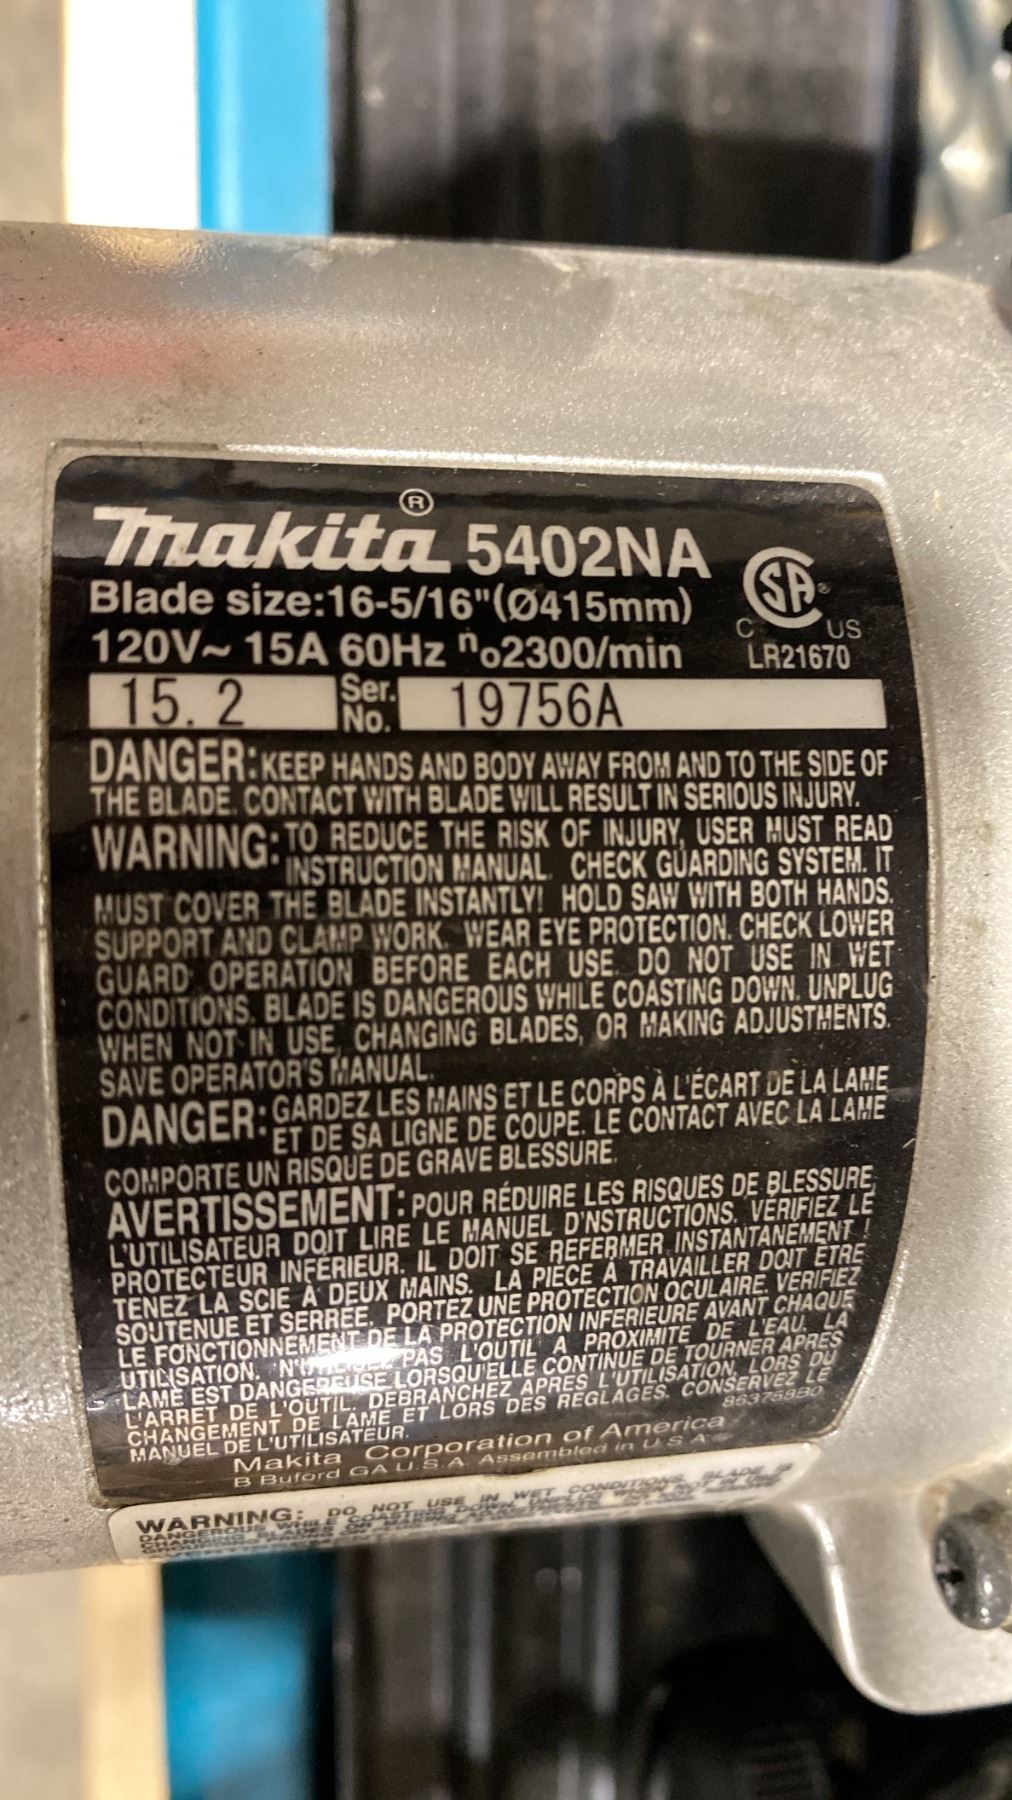 Makita® 5402NA
Blade size:16-5/16"(Ø415mm)
120V~ 15A 60Hz no2300/min
C SA® US
LR21670
15. 2 Ser. No. 19756A
DANGER: KEEP HANDS AND BODY AWAY FROM AND TO THE SIDE OF
THE BLADE. CONTACT WITH BLADE WILL RESULT IN SERIOUS INJURY.
WARNING: TO REDUCE THE RISK OF INJURY, USER MUST READ
INSTRUCTION MANUAL. CHECK GUARDING SYSTEM. IT
MUST COVER THE BLADE INSTANTLY! HOLD SAW WITH BOTH HANDS.
SUPPORT AND CLAMP WORK. WEAR EYE PROTECTION. CHECK LOWER
GUARD OPERATION BEFORE EACH USE. DO NOT USE IN WET
CONDITIONS. BLADE IS DANGEROUS WHILE COASTING DOWN. UNPLUG
WHEN NOT IN USE, CHANGING BLADES, OR MAKING ADJUSTMENTS.
SAVE OPERATOR'S MANUAL.
DANGER: GARDEZ LES MAINS ET LE CORPS À L'ÉCART DE LA LAME
ET DE SA LIGNE DE COUPE. LE CONTACT AVEC LA LAME
COMPORTE UN RISQUE DE GRAVE BLESSURE.
AVERTISSEMENT: POUR RÉDUIRE LES RISQUES DE BLESSURE,
L'UTILISATEUR DOIT LIRE LE MANUEL D'NSTRUCTIONS. VÉRIFIEZ LE
PROTECTEUR INFÉRIEUR. IL DOIT SE REFERMER INSTANTANÉMENT !
TENEZ LA SCIE À DEUX MAINS. LA PIÈCE À TRAVAILLER DOIT ÊTRE
SOUTENUE ET SERRÉE. PORTEZ UNE PROTECTION OCULAIRE. VÉRIFIEZ
LE FONCTIONNEMENT DE LA PROTECTION INFÉRIEURE AVANT CHAQUE
UTILISATION. PAS L'OUTIL À PROXIMITÉ DE L'EAU. LA
LAME EST DANGEREUSE LORSQU'ELLE CONTINUE DE TOURNER APRÈS
L'ARRÊT DE L'OUTIL. DÉBRANCHEZ APRÈS L'UTILISATION, LORS DU
CHANGEMENT DE LAME ET LORS DES RÉGLAGES. CONSERVEZ LE
MANUEL DE L'UTILISATEUR.
Makita Corporation of America
B Buford GA U.S.A. Assembled in U.S.A
WARNING: DO NOT USE IN WET CONDITIONS. BLADE IS
DANGEROUS WHILE COASTING DOWN.